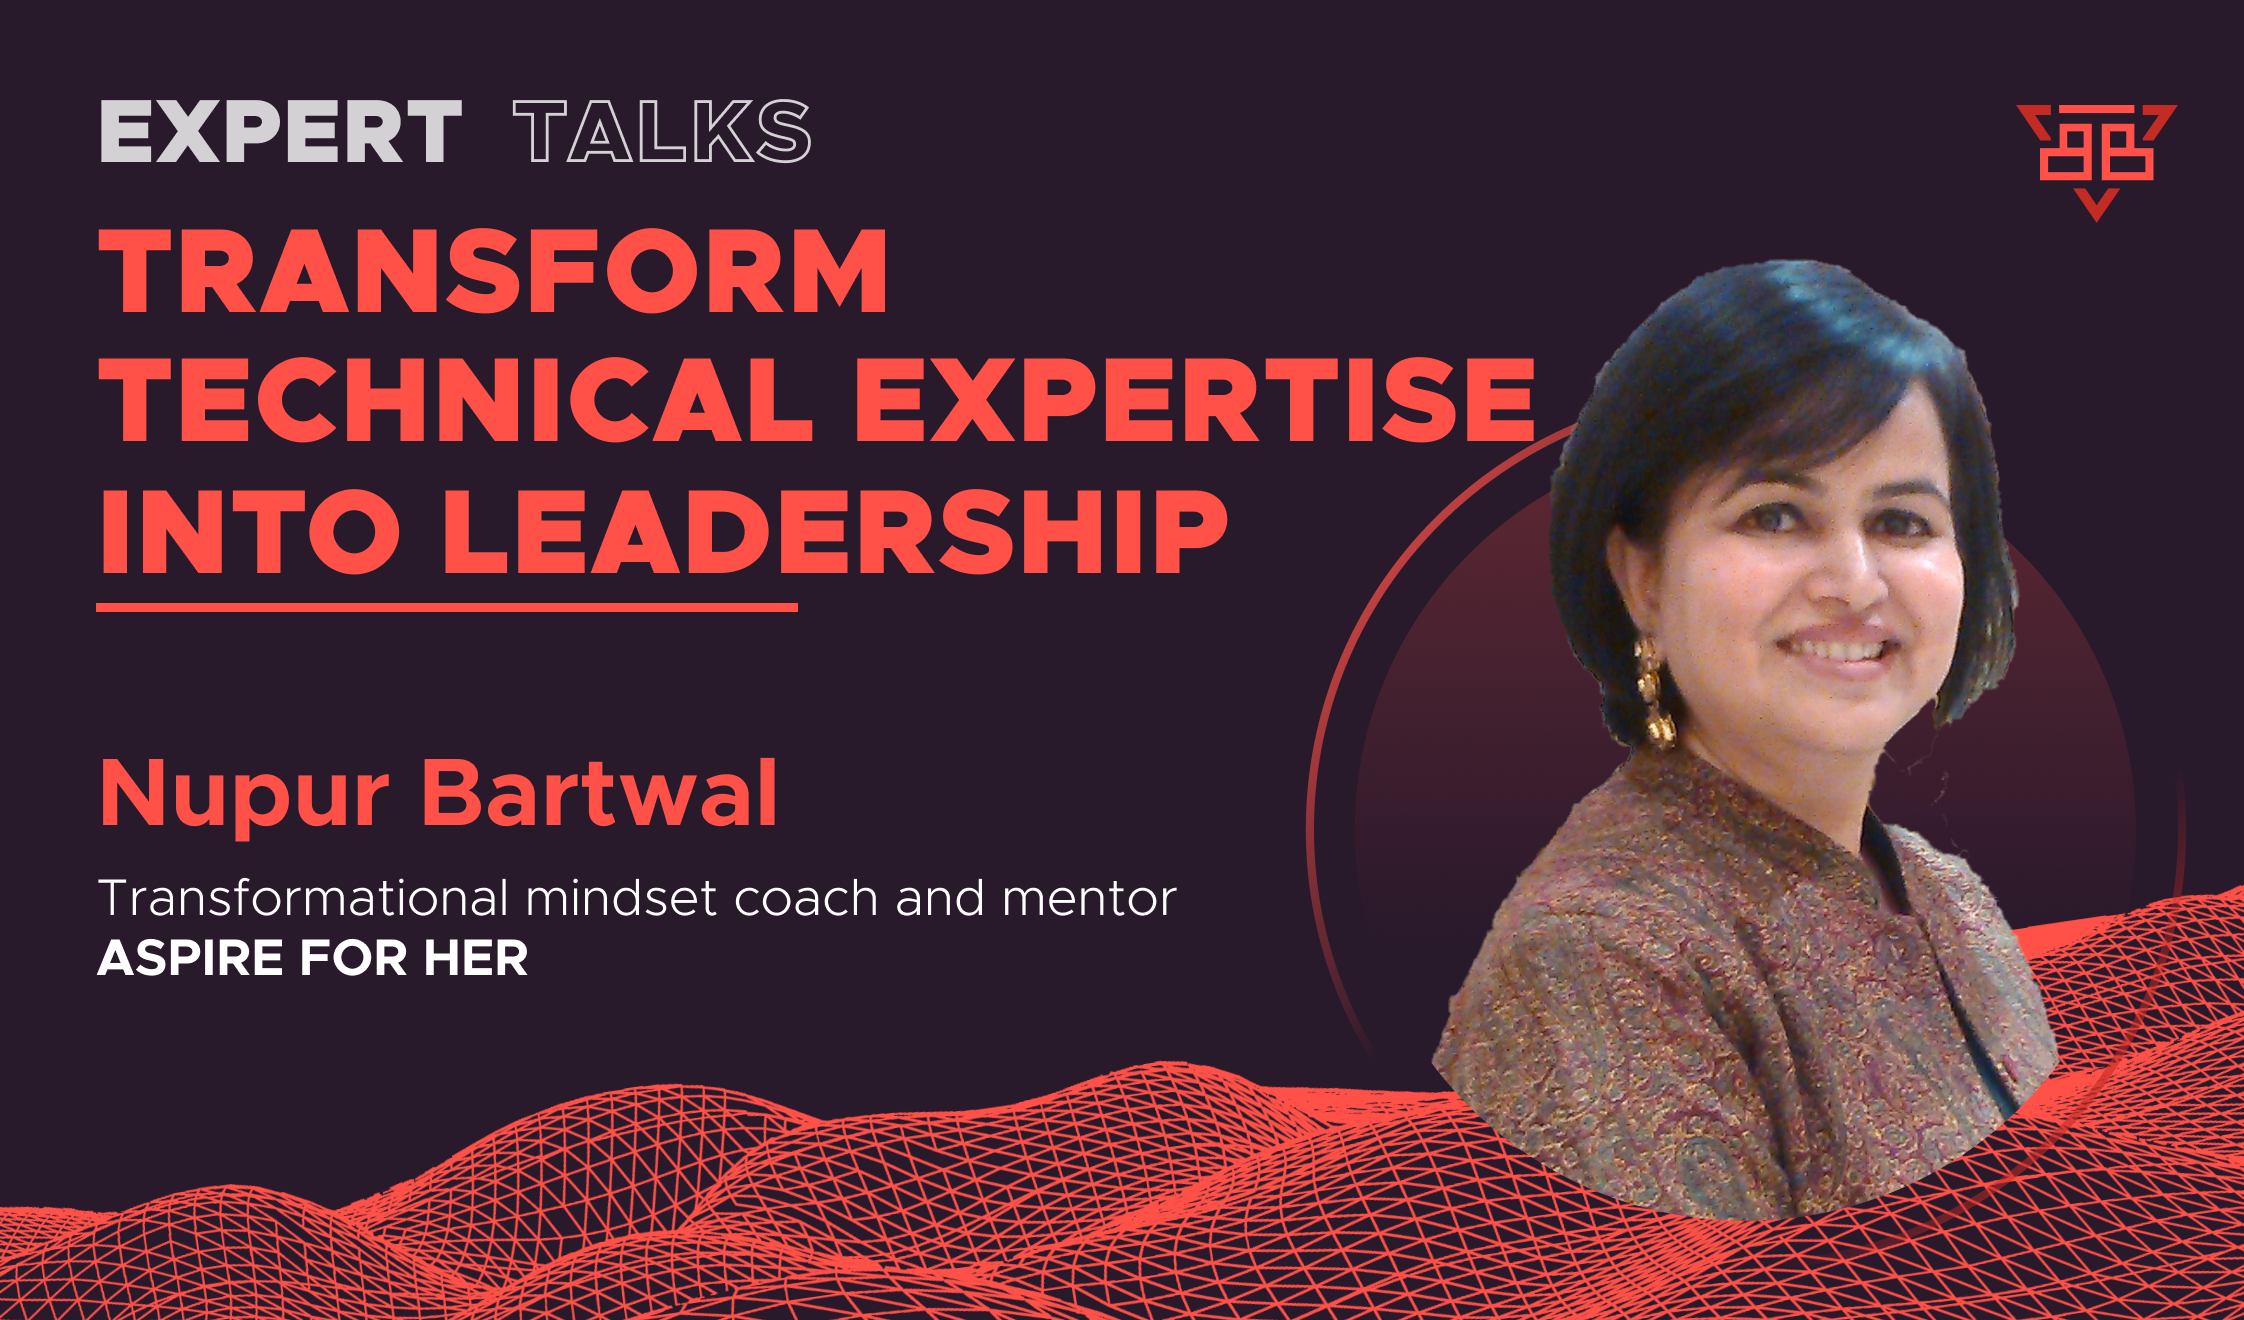 EXPERT TALKS
TRANSFORM
TECHNICAL EXPERTISE
INTO LEADERSHIP
Nupur Bartwal
Transformational mindset coach and mentor
ASPIRE FOR HER